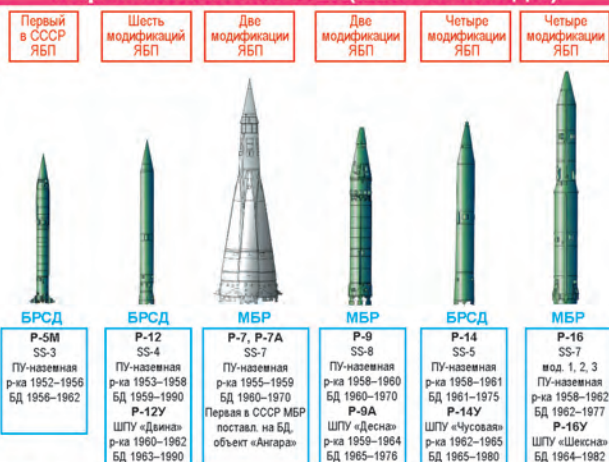 Первый
в СССР
ЯБП
Шесть
модификаций
ЯБП
Две
модификации
ЯБП
Две
модификации
ЯБП
Четыре
модификации
ЯБП
Четыре
модификации
ЯБП
БРСД
Р-5М
SS-3
ПУ-наземная
р-ка 1952–1956
БД 1956–1962
БРСД
Р-12
SS-4
ПУ-наземная
р-ка 1953–1958
БД 1959–1990
Р-12У
ШПУ «Двина»
р-ка 1960–1962
БД 1963–1990
МБР
Р-7, Р-7А
SS-7
ПУ-наземная
р-ка 1955–1959
БД 1960–1970
Первая в СССР МБР
поставл. на БД,
объект «Ангара»
МБР
Р-9
SS-8
ПУ-наземная
р-ка 1958–1960
БД 1960–1970
Р-9А
ШПУ «Десна»
р-ка 1959–1964
БД 1965–1976
БРСД
Р-14
SS-5
ПУ-наземная
р-ка 1958–1961
БД 1961–1975
Р-14У
ШПУ «Чусовая»
р-ка 1962–1965
БД 1965–1980
МБР
Р-16
SS-7
мод. 1, 2, 3
ПУ-наземная
р-ка 1958–1962
БД 1962–1977
Р-16У
ШПУ «Шексна»
БД 1964–1982